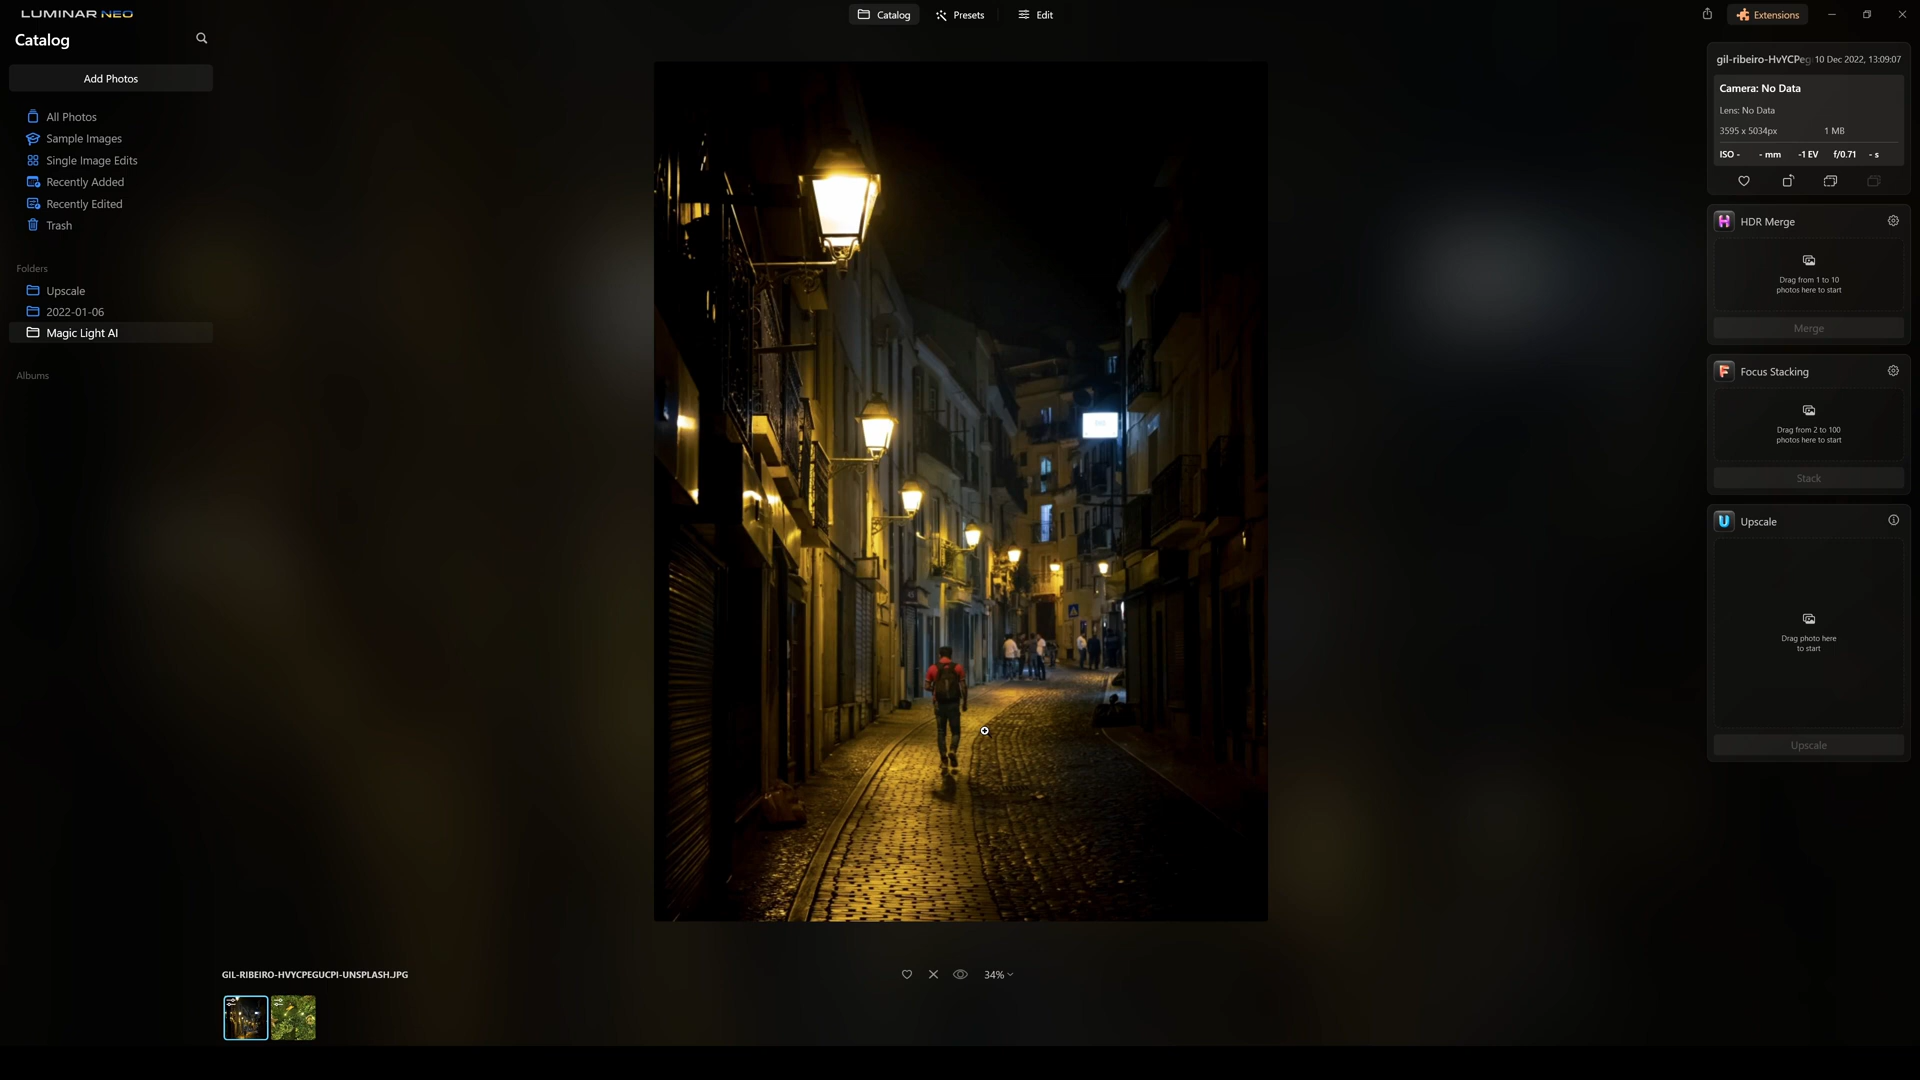 LUMINAR NEO
Catalog
Presets
Edit
Extensions
Catalog
Add Photos
All Photos
Sample Images
Single Image Edits
Recently Added
Recently Edited
Trash
Folders
Upscale
2022-01-06
Magic Light AI
Albums
gil-ribeiro-HvYCPeg 10 Dec 2022, 13:09:07
Camera: No Data
Lens: No Data
3595 x 5034px 1 MB
ISO - - mm -1 EV f/0.71 - s
HDR Merge
Drag from 1 to 10
photos here to start
Merge
Focus Stacking
Drag from 2 to 100
photos here to start
Stack
Upscale
Drag photo here
to start
Upscale
GIL-RIBEIRO-HVYCPEGUCPI-UNSPLASH.JPG
34%